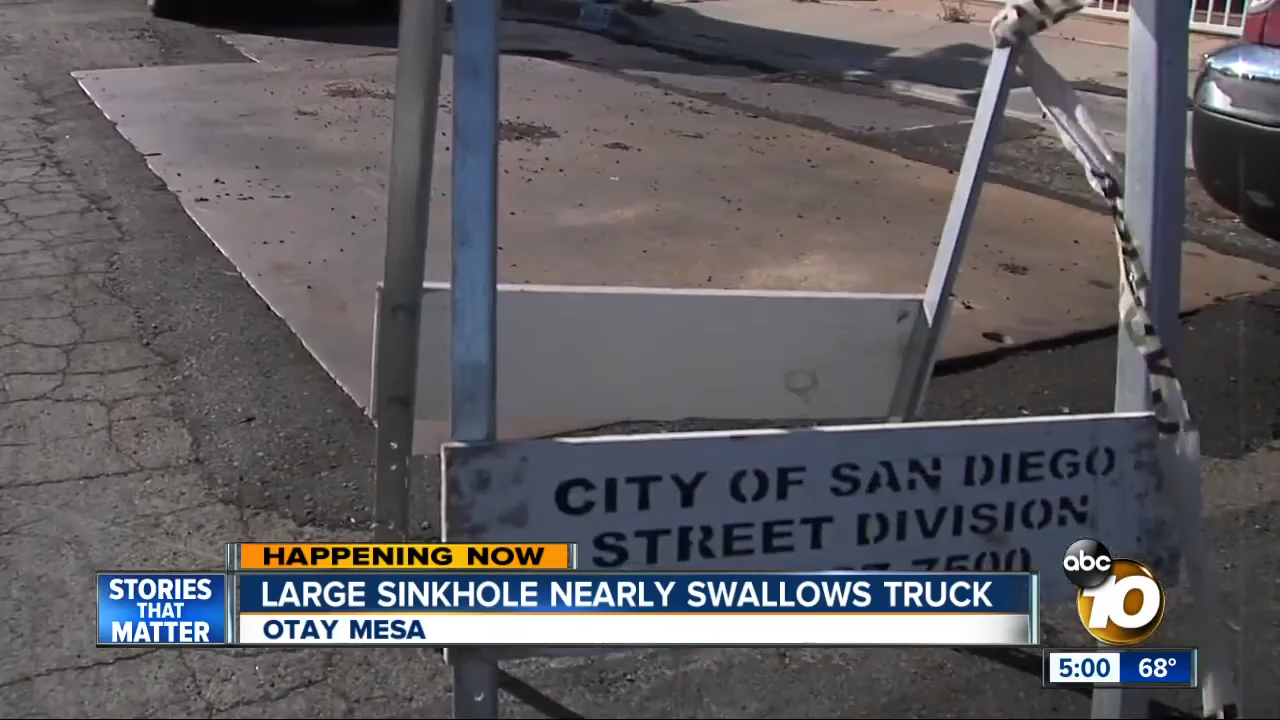 CITY OF SAN DIEGO
STREET DIVISION
7500
HAPPENING NOW
STORIES THAT MATTER
LARGE SINKHOLE NEARLY SWALLOWS TRUCK
OTAY MESA
abc
10
5:00 68°